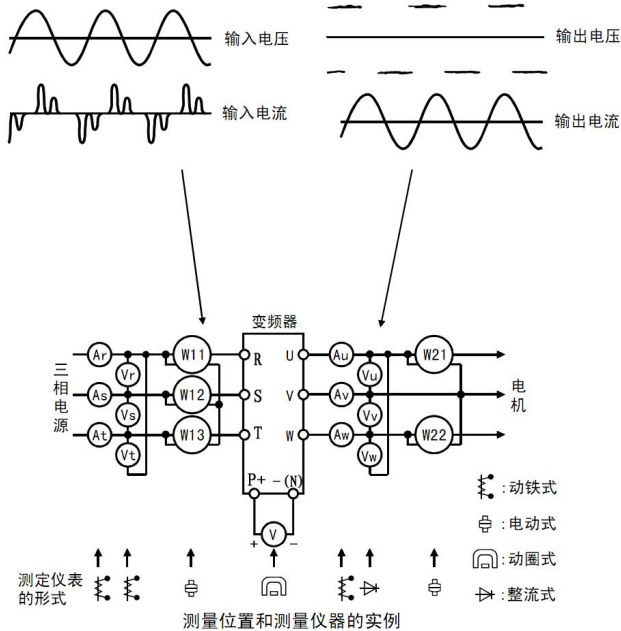 输入电压
输出电压
输入电流
输出电流
变频器
三相电源
Ar
As
At
Vr
Vs
Vt
W11
W12
W13
R
S
T
U
V
W
P+ -(N)
+ V -
Au
Av
Aw
Vu
Vv
Vw
W21
W22
电机
:动铁式
:电动式
:动圈式
:整流式
测定仪表
的形式
测量位置和测量仪器的实例